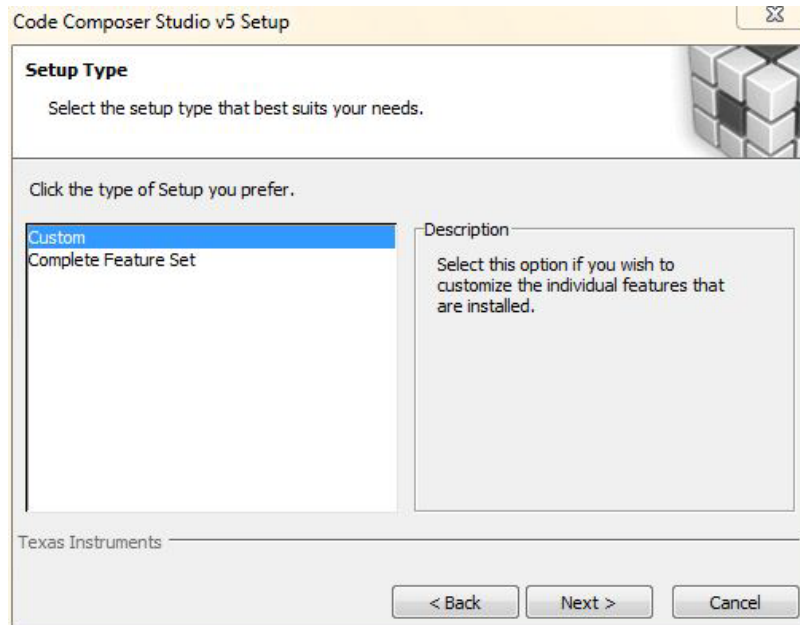 Code Composer Studio v5 Setup
Setup Type
Select the setup type that best suits your needs.
Click the type of Setup you prefer.
Custom
Complete Feature Set
Description
Select this option if you wish to
customize the individual features that
are installed.
Texas Instruments
< Back
Next >
Cancel